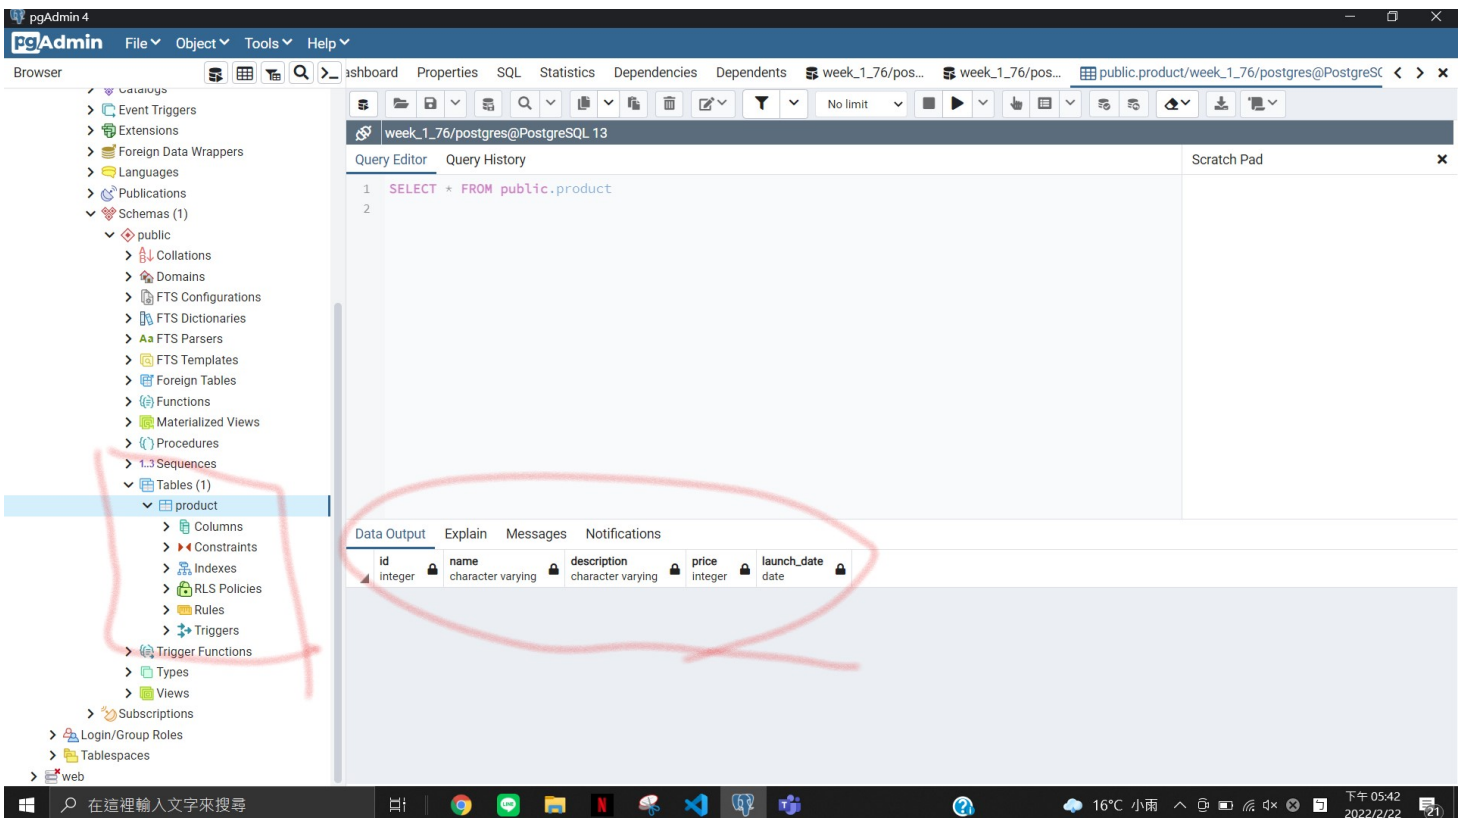 pgAdmin 4
pgAdmin File Object Tools Help
Browser
ashboard Properties SQL Statistics Dependencies Dependents week_1_76/pos... week_1_76/pos... public.product/week_1_76/postgres@PostgreSQ
Catalogs
Event Triggers
Extensions
Foreign Data Wrappers
Languages
Publications
Schemas (1)
public
Collations
Domains
FTS Configurations
FTS Dictionaries
Aa FTS Parsers
FTS Templates
Foreign Tables
Functions
Materialized Views
Procedures
1..3 Sequences
Tables (1)
product
Columns
Constraints
Indexes
RLS Policies
Rules
Triggers
Trigger Functions
Types
Views
Subscriptions
Login/Group Roles
Tablespaces
web
No limit
week_1_76/postgres@PostgreSQL 13
Query Editor Query History
Scratch Pad
1 SELECT * FROM public.product
2
Data Output Explain Messages Notifications
id name description price launch_date
integer character varying character varying integer date
在這裡輸入文字來搜尋
16°C 小雨
下午 05:42
2022/2/22
21